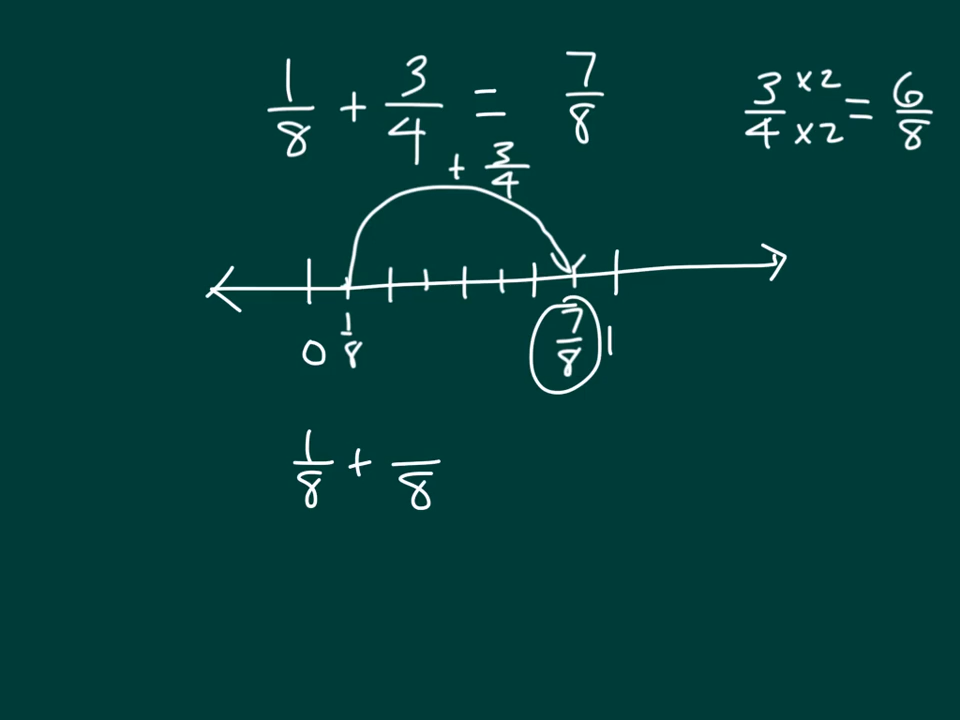 1/8 + 3/4 = 7/8
3/4 ×2 ×2 = 6/8
+ 3/4
0 1/8 7/8 1
1/8 + /8